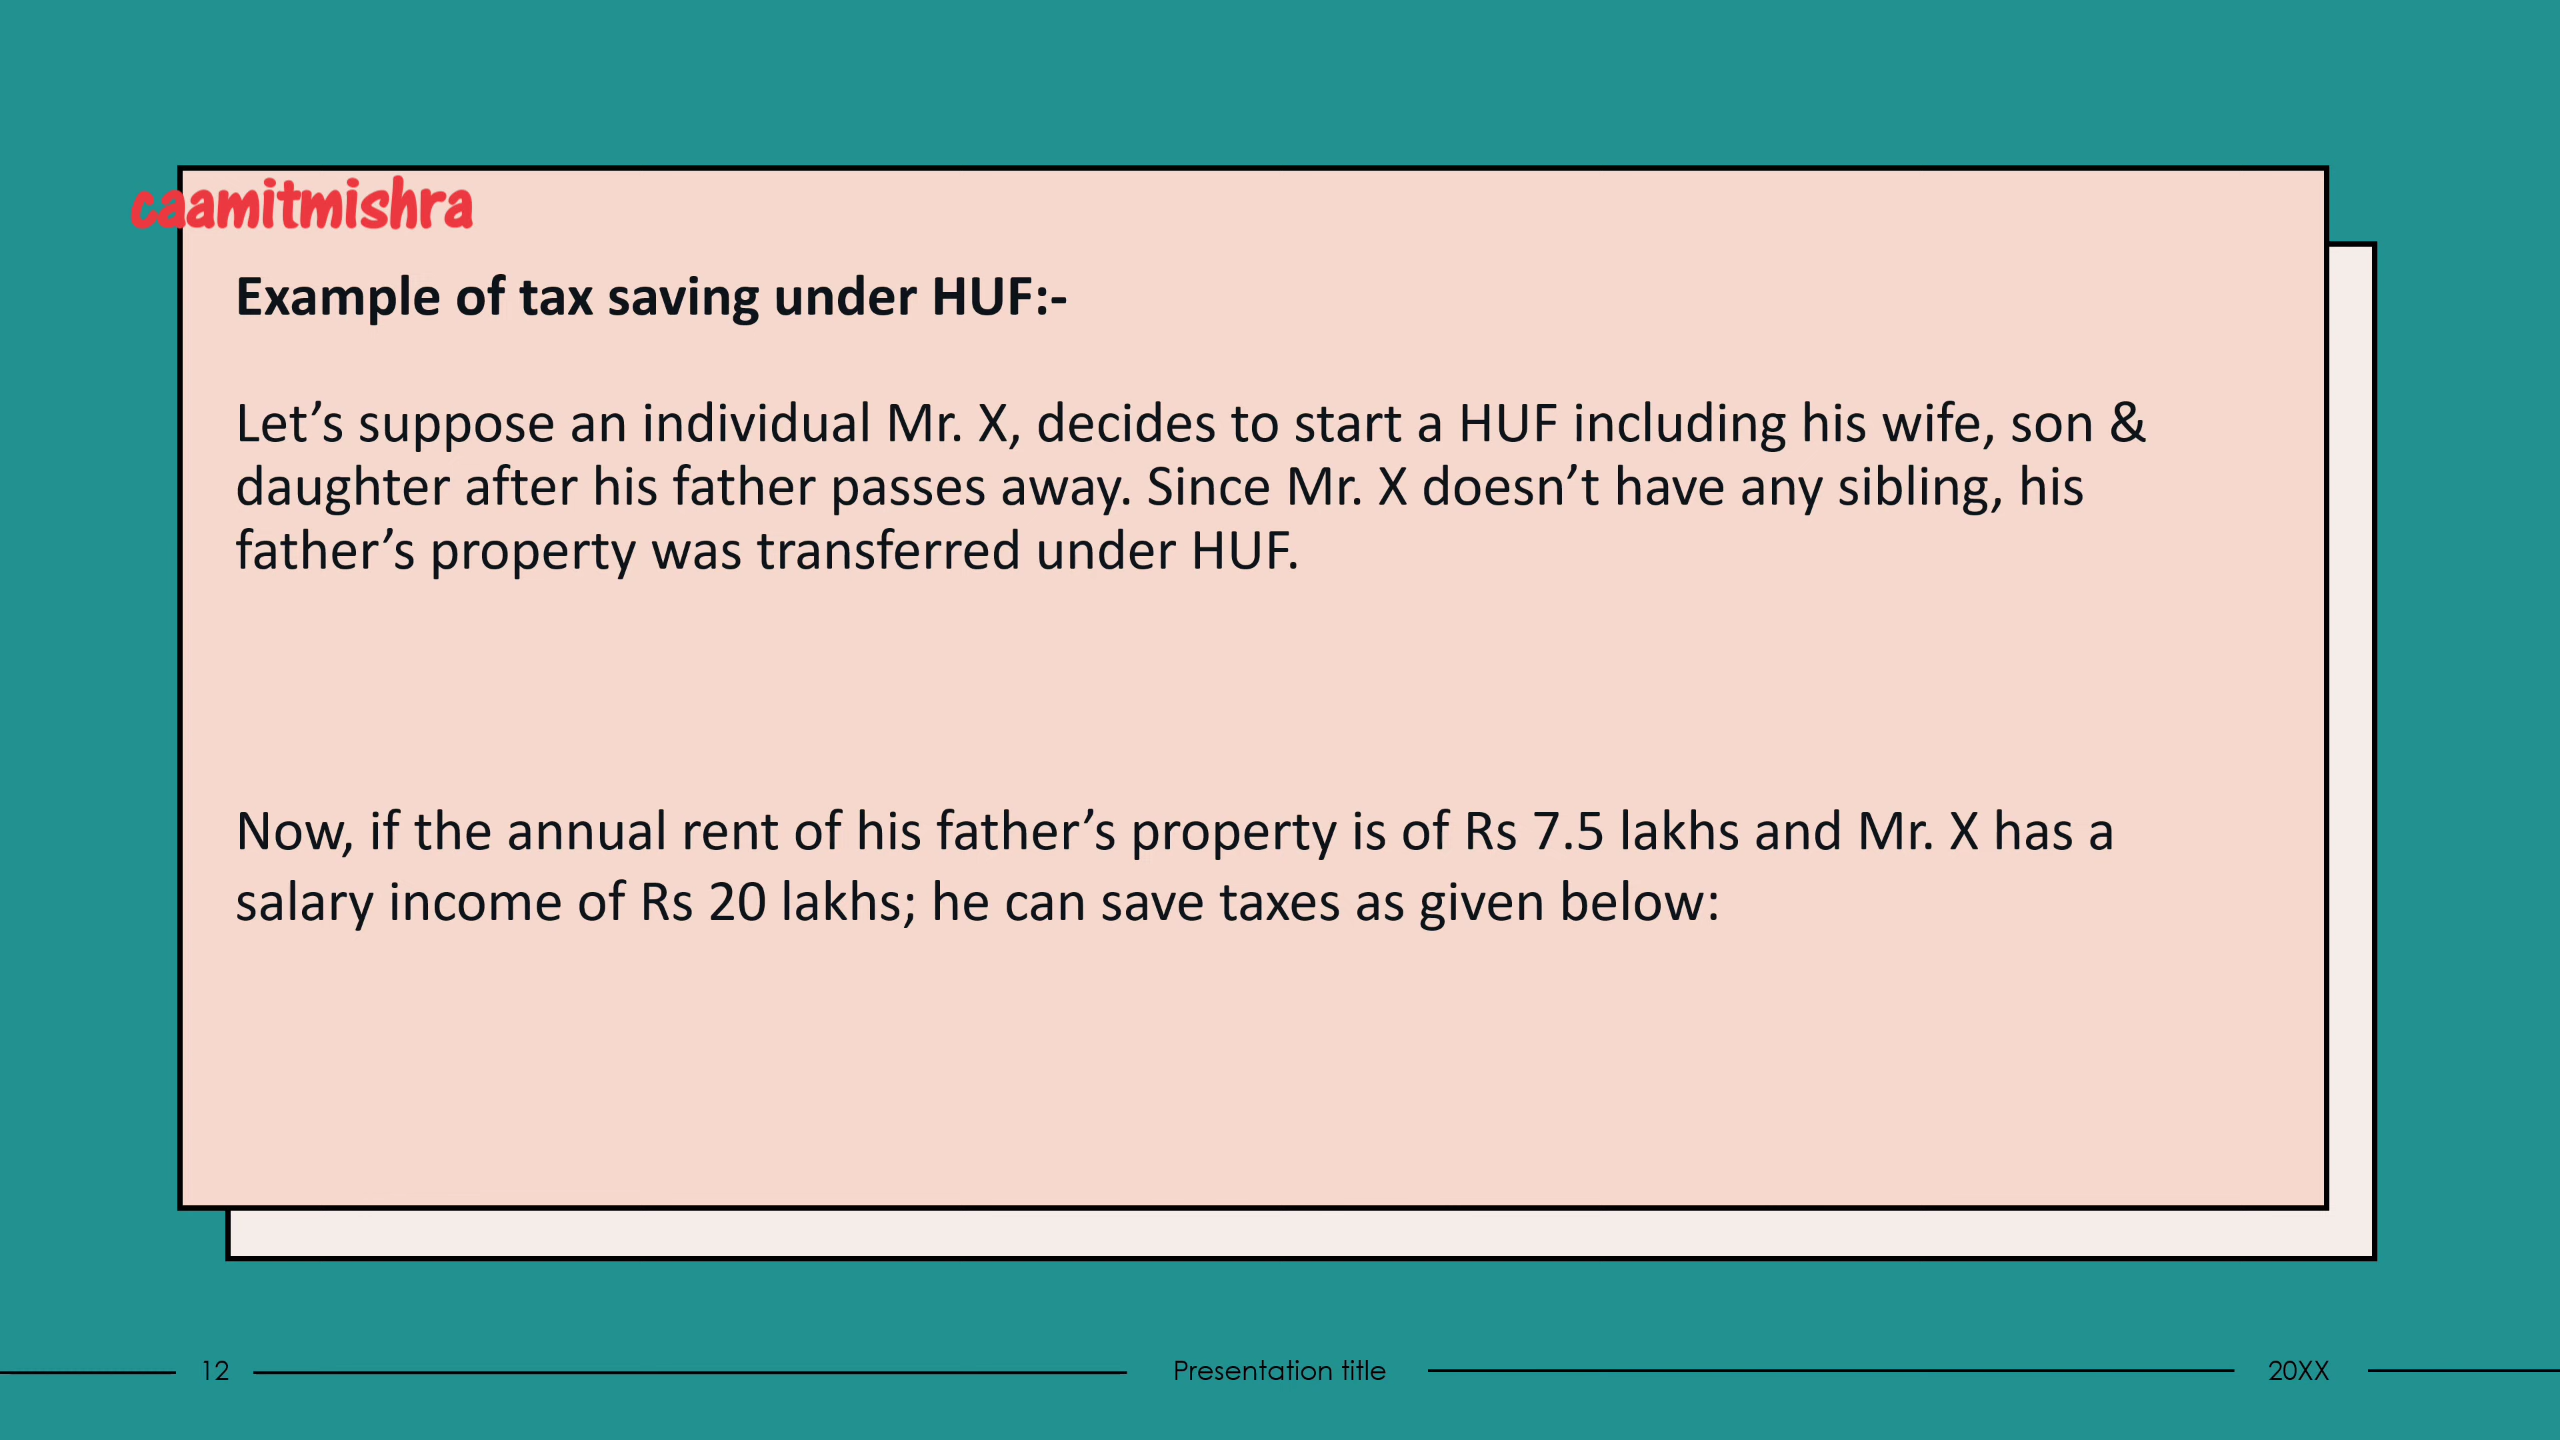 caamitmishra
Example of tax saving under HUF:-
Let’s suppose an individual Mr. X, decides to start a HUF including his wife, son &
daughter after his father passes away. Since Mr. X doesn’t have any sibling, his
father’s property was transferred under HUF.
Now, if the annual rent of his father’s property is of Rs 7.5 lakhs and Mr. X has a
salary income of Rs 20 lakhs; he can save taxes as given below:
12
Presentation title
20XX